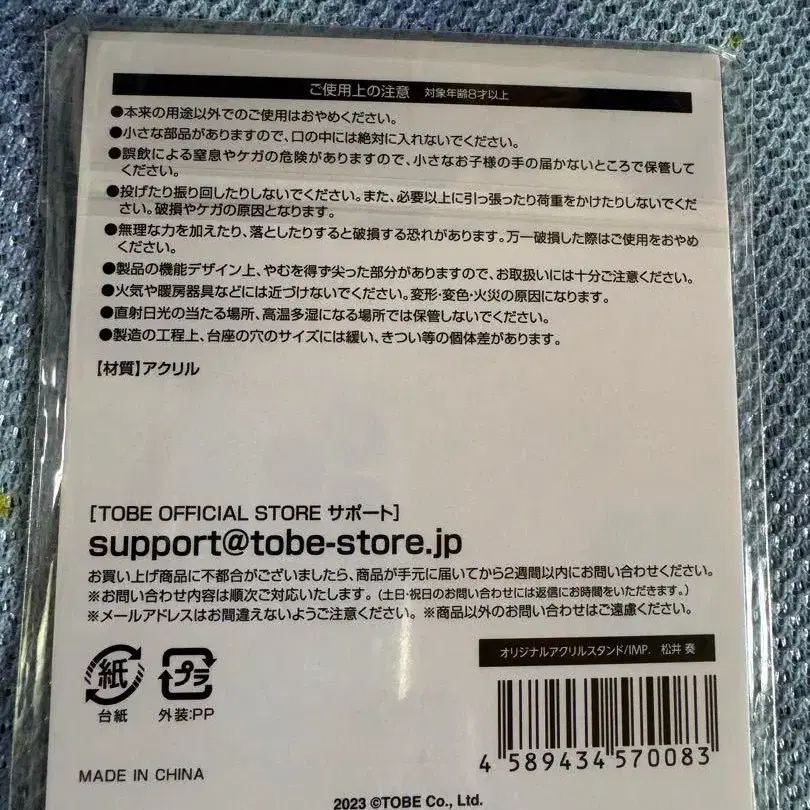 ご使用上の注意 対象年齢8才以上
●本来の用途以外でのご使用はおやめください。
●小さな部品がありますので、口の中には絶対に入れないでください。
●誤飲による窒息やケガの危険がありますので、小さなお子様の手の届かないところで保管して
ください。
●投げたり振り回したりしないでください。また、必要以上に引っ張ったり荷重をかけたりしないでくだ
さい。破損やケガの原因となります。
●無理な力を加えたり、落としたりすると破損する恐れがあります。万一破損した際はご使用をおやめ
ください。
●製品の機能デザイン上、やむを得ず尖った部分がありますので、お取扱いには十分ご注意ください。
●火気や暖房器具などには近づけないでください。変形・変色・火災の原因になります。
●直射日光の当たる場所、高温多湿になる場所では保管しないでください。
●製造の工程上、台座の穴のサイズには緩い、きつい等の個体差があります。
【材質】アクリル
[TOBE OFFICIAL STORE サポート]
support@tobe-store.jp
お買い上げ商品に不都合がございましたら、商品が手元に届いてから2週間以内にお問い合わせください。
※お問い合わせ内容は順次ご対応いたします。(土日・祝日のお問い合わせには返信にお時間をいただきます。)
※メールアドレスはお間違えないようご注意ください。※商品以外のお問い合わせはご遠慮ください。
紙
台紙
プラ
外装:PP
オリジナルアクリルスタンド/IMP. 松井 奏
4 589434 570083
MADE IN CHINA
2023 ©TOBE Co., Ltd.